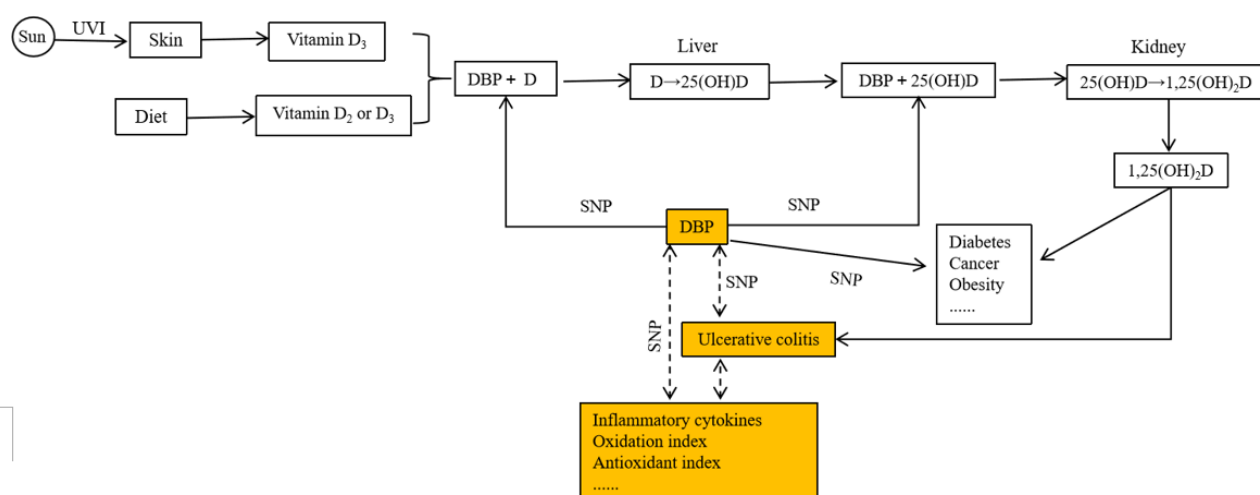 Sun
UVI
Skin
Vitamin D₃
Diet
Vitamin D₂ or D₃
DBP + D
Liver
D→25(OH)D
DBP + 25(OH)D
Kidney
25(OH)D→1,25(OH)₂D
1,25(OH)₂D
SNP
SNP
DBP
SNP
SNP
SNP
Diabetes
Cancer
Obesity
......
Ulcerative colitis
Inflammatory cytokines
Oxidation index
Antioxidant index
......